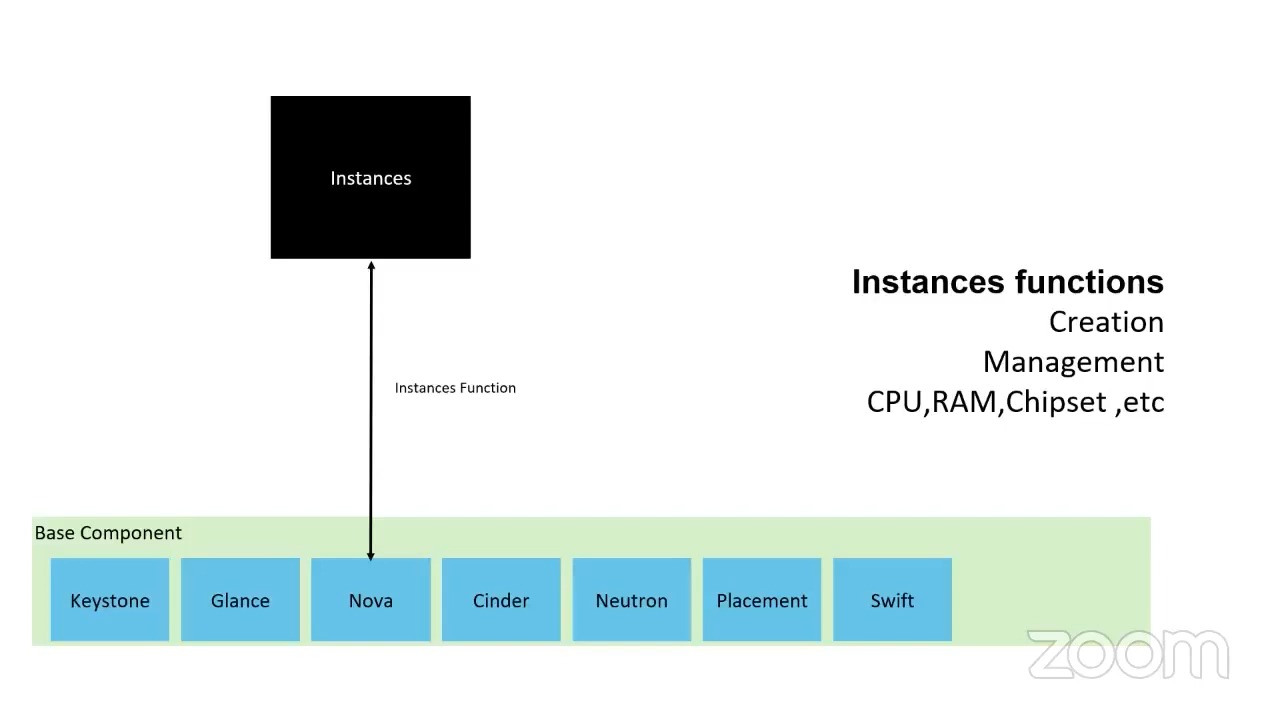 Instances
Instances functions
Creation
Management
CPU,RAM,Chipset ,etc
Instances Function
Base Component
Keystone
Glance
Nova
Cinder
Neutron
Placement
Swift
zoom